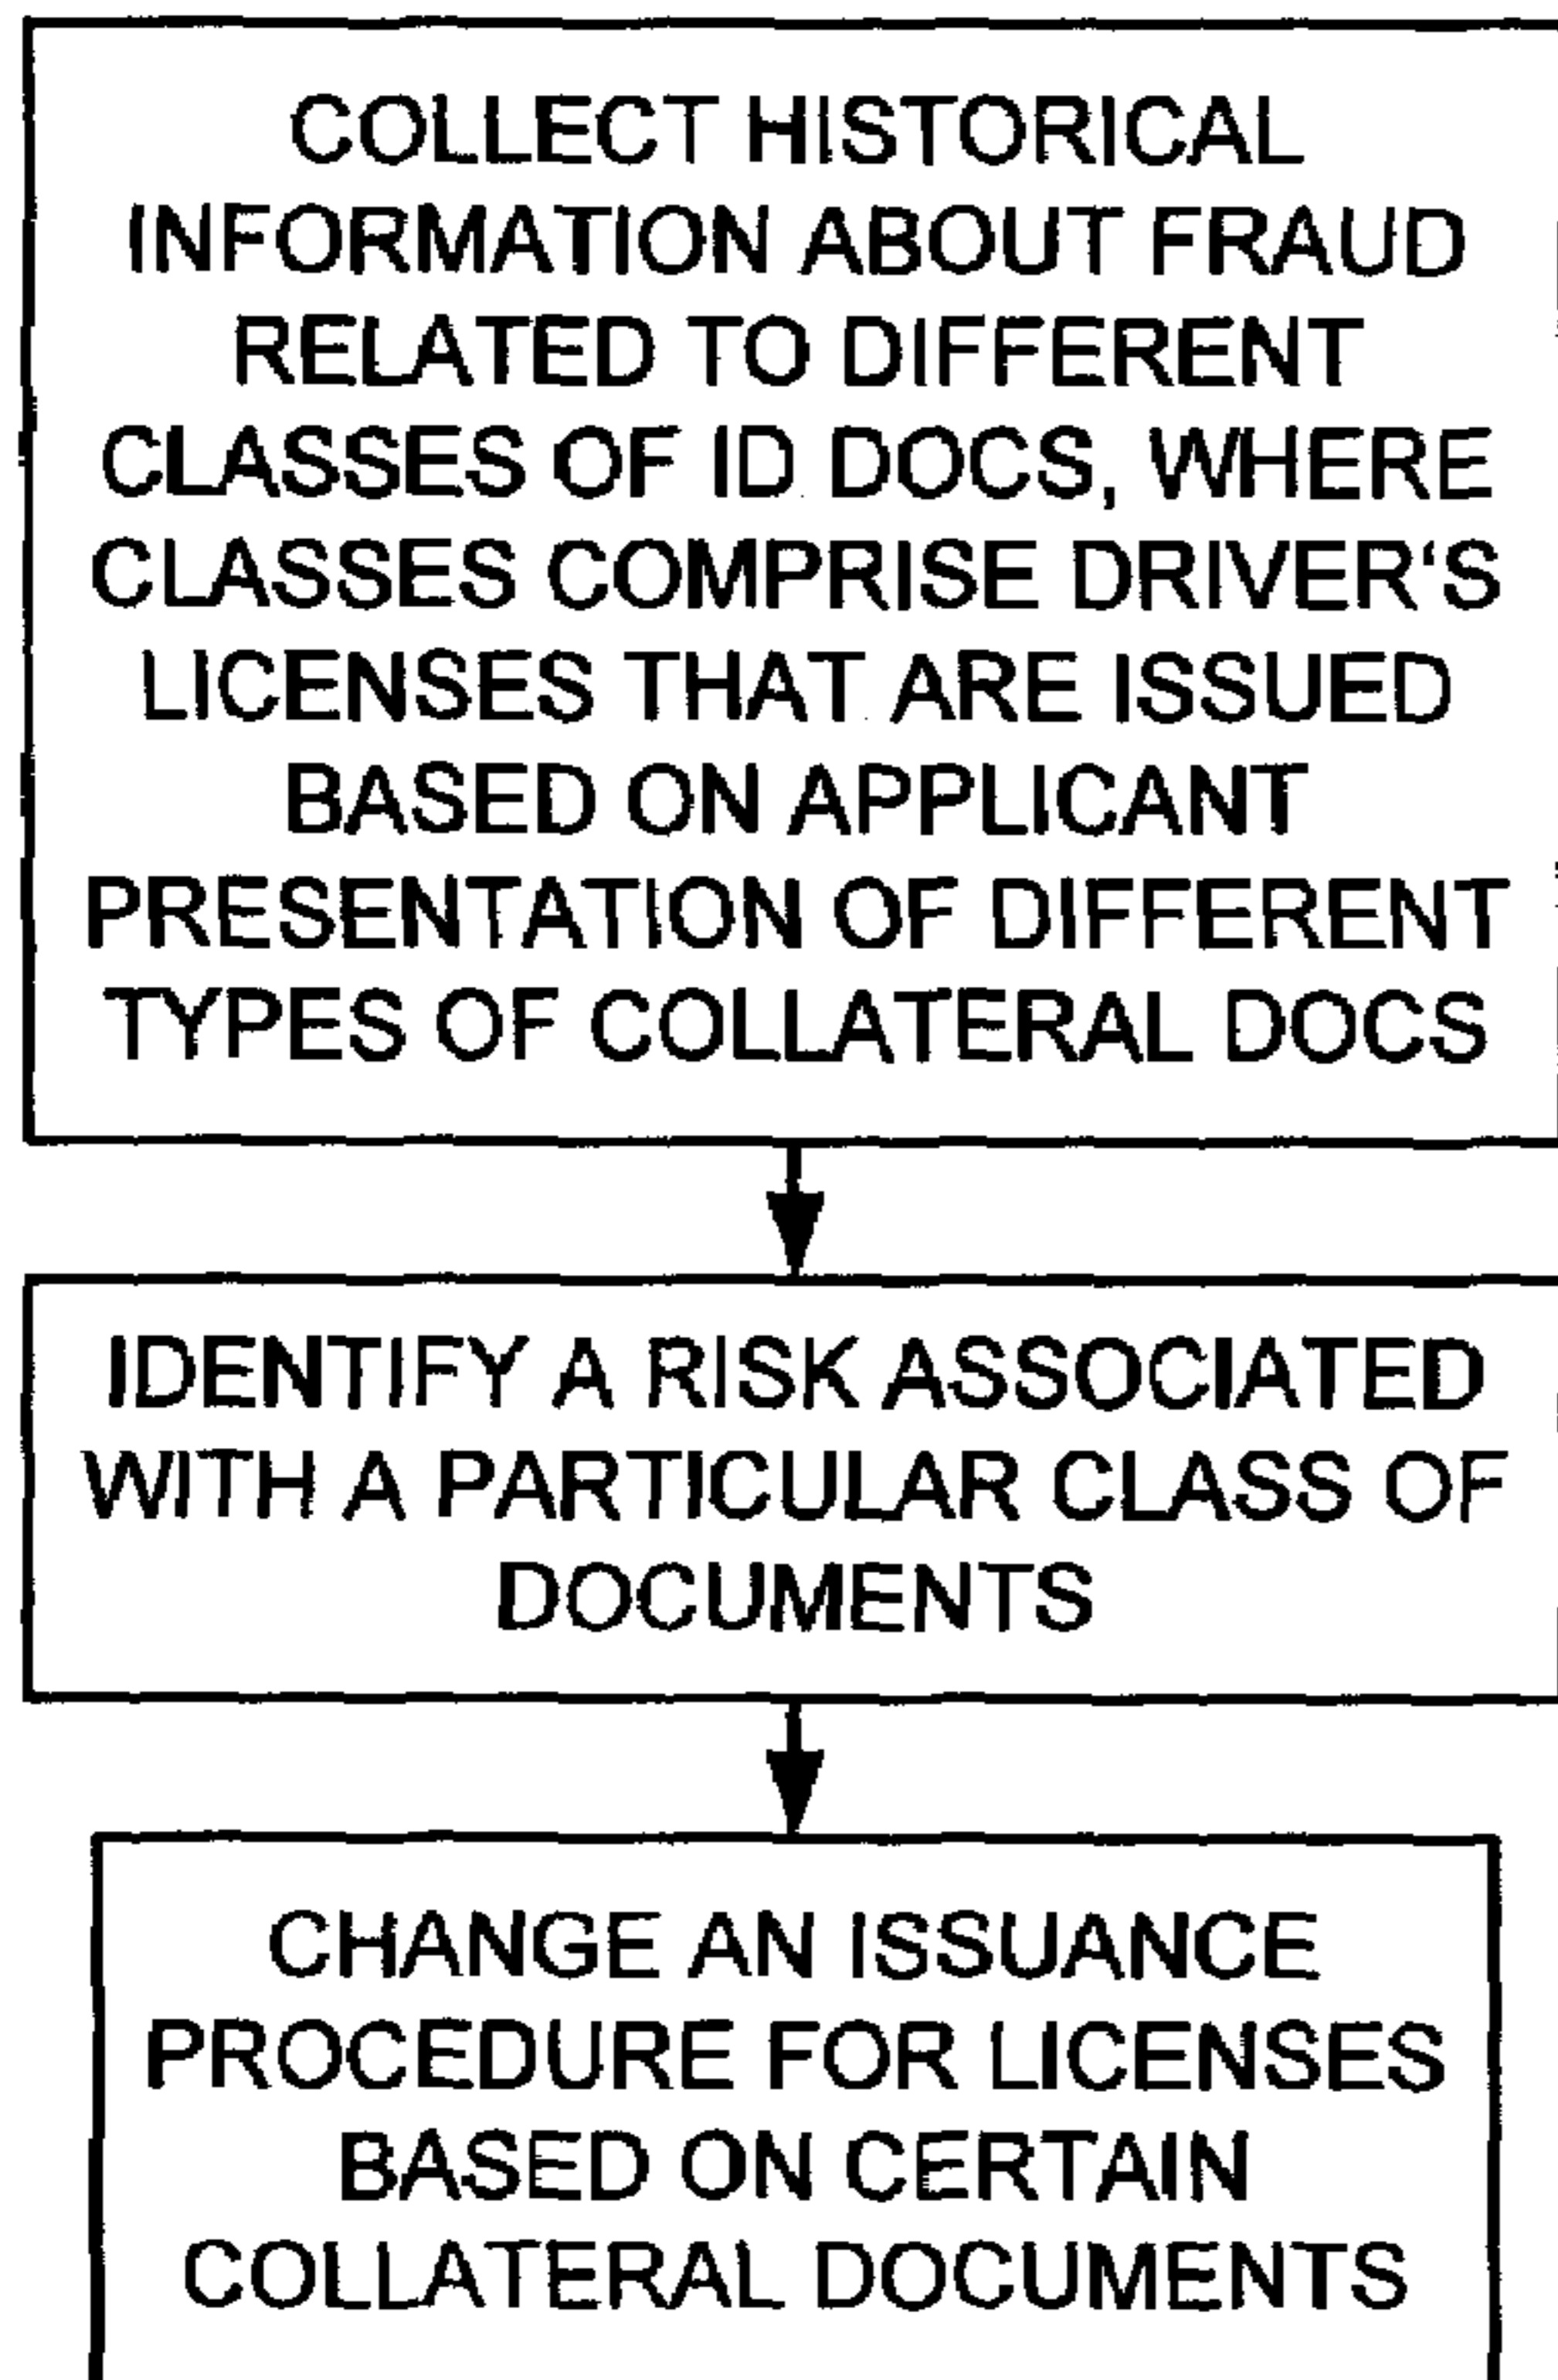 COLLECT HISTORICAL
INFORMATION ABOUT FRAUD
RELATED TO DIFFERENT
CLASSES OF ID DOCS, WHERE
CLASSES COMPRISE DRIVER'S
LICENSES THAT ARE ISSUED
BASED ON APPLICANT
PRESENTATION OF DIFFERENT
TYPES OF COLLATERAL DOCS
IDENTIFY A RISK ASSOCIATED
WITH A PARTICULAR CLASS OF
DOCUMENTS
CHANGE AN ISSUANCE
PROCEDURE FOR LICENSES
BASED ON CERTAIN
COLLATERAL DOCUMENTS